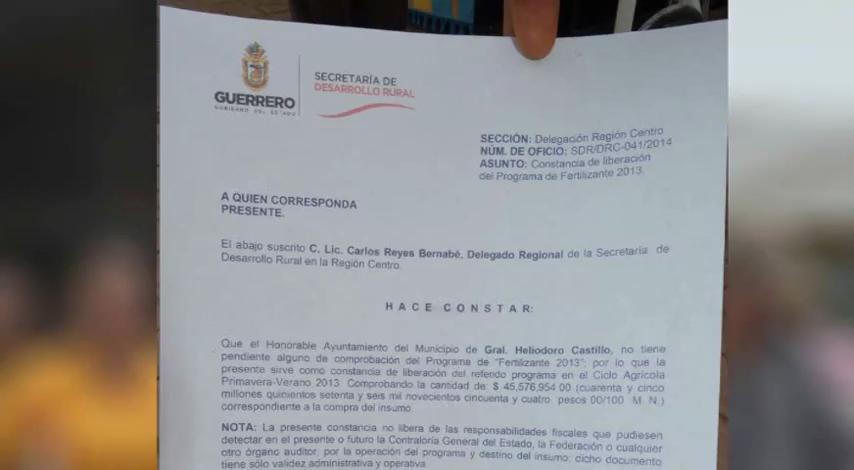 GUERRERO
GOBIERNO DEL ESTADO
SECRETARÍA DE
DESARROLLO RURAL
SECCIÓN: Delegación Región Centro
NÚM. DE OFICIO: SDR/DRC-041/2014
ASUNTO: Constancia de liberación
del Programa de Fertilizante 2013.
A QUIEN CORRESPONDA
PRESENTE.
El abajo suscrito C. Lic. Carlos Reyes Bernabé, Delegado Regional de la Secretaría de
Desarrollo Rural en la Región Centro.
HACE CONSTAR:
Que el Honorable Ayuntamiento del Municipio de Gral. Heliodoro Castillo, no tiene
pendiente alguno de comprobación del Programa de "Fertilizante 2013"; por lo que la
presente sirve como constancia de liberación del referido programa en el Ciclo Agrícola
Primavera-Verano 2013. Comprobando la cantidad de: $ 45,576,954.00 (cuarenta y cinco
millones quinientos setenta y seis mil novecientos cincuenta y cuatro pesos 00/100 M. N.)
correspondiente a la compra del insumo.
NOTA: La presente constancia no libera de las responsabilidades fiscales que pudiesen
detectar en el presente o futuro la Contraloría General del Estado, la Federación o cualquier
otro órgano auditor; por la operación del programa y destino del insumo; dicho documento
tiene sólo validez administrativa y operativa.